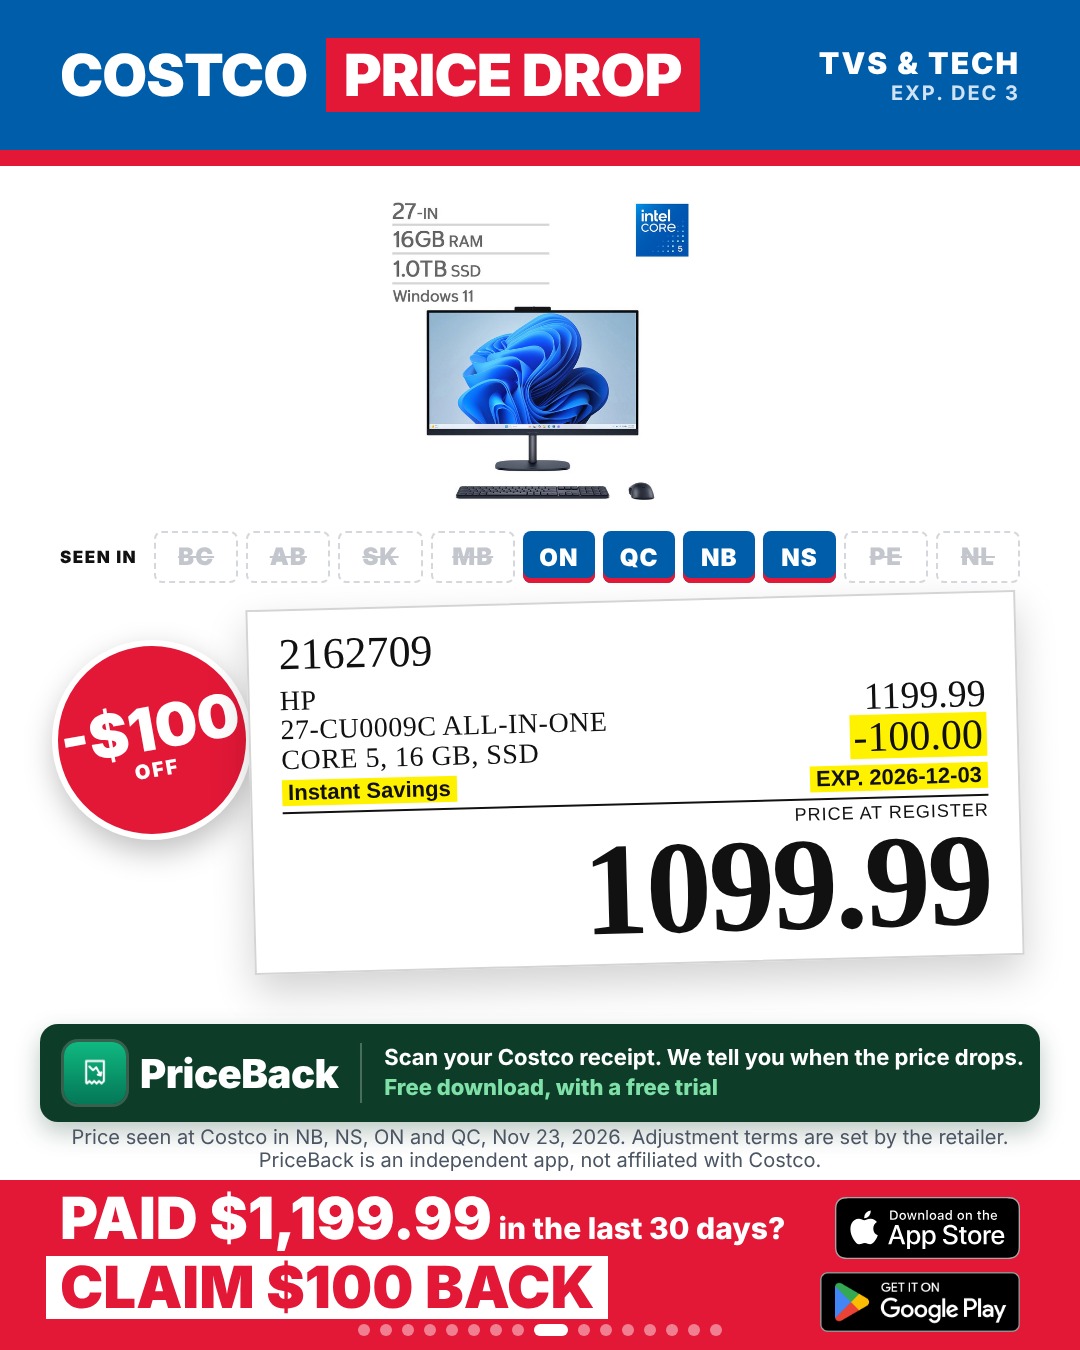 COSTCO PRICE DROP
TVS & TECH
EXP. DEC 3
27-IN
16GB RAM
1.0TB SSD
Windows 11
intel
CORE
5
SEEN IN BC AB SK MB ON QC NB NS PE NL
-$100
OFF
2162709
HP
27-CU0009C ALL-IN-ONE
CORE 5, 16 GB, SSD
Instant Savings
1199.99
-100.00
EXP. 2026-12-03
PRICE AT REGISTER
1099.99
PriceBack
Scan your Costco receipt. We tell you when the price drops.
Free download, with a free trial
Price seen at Costco in NB, NS, ON and QC, Nov 23, 2026. Adjustment terms are set by the retailer.
PriceBack is an independent app, not affiliated with Costco.
PAID $1,199.99 in the last 30 days?
CLAIM $100 BACK
Download on the
App Store
GET IT ON
Google Play